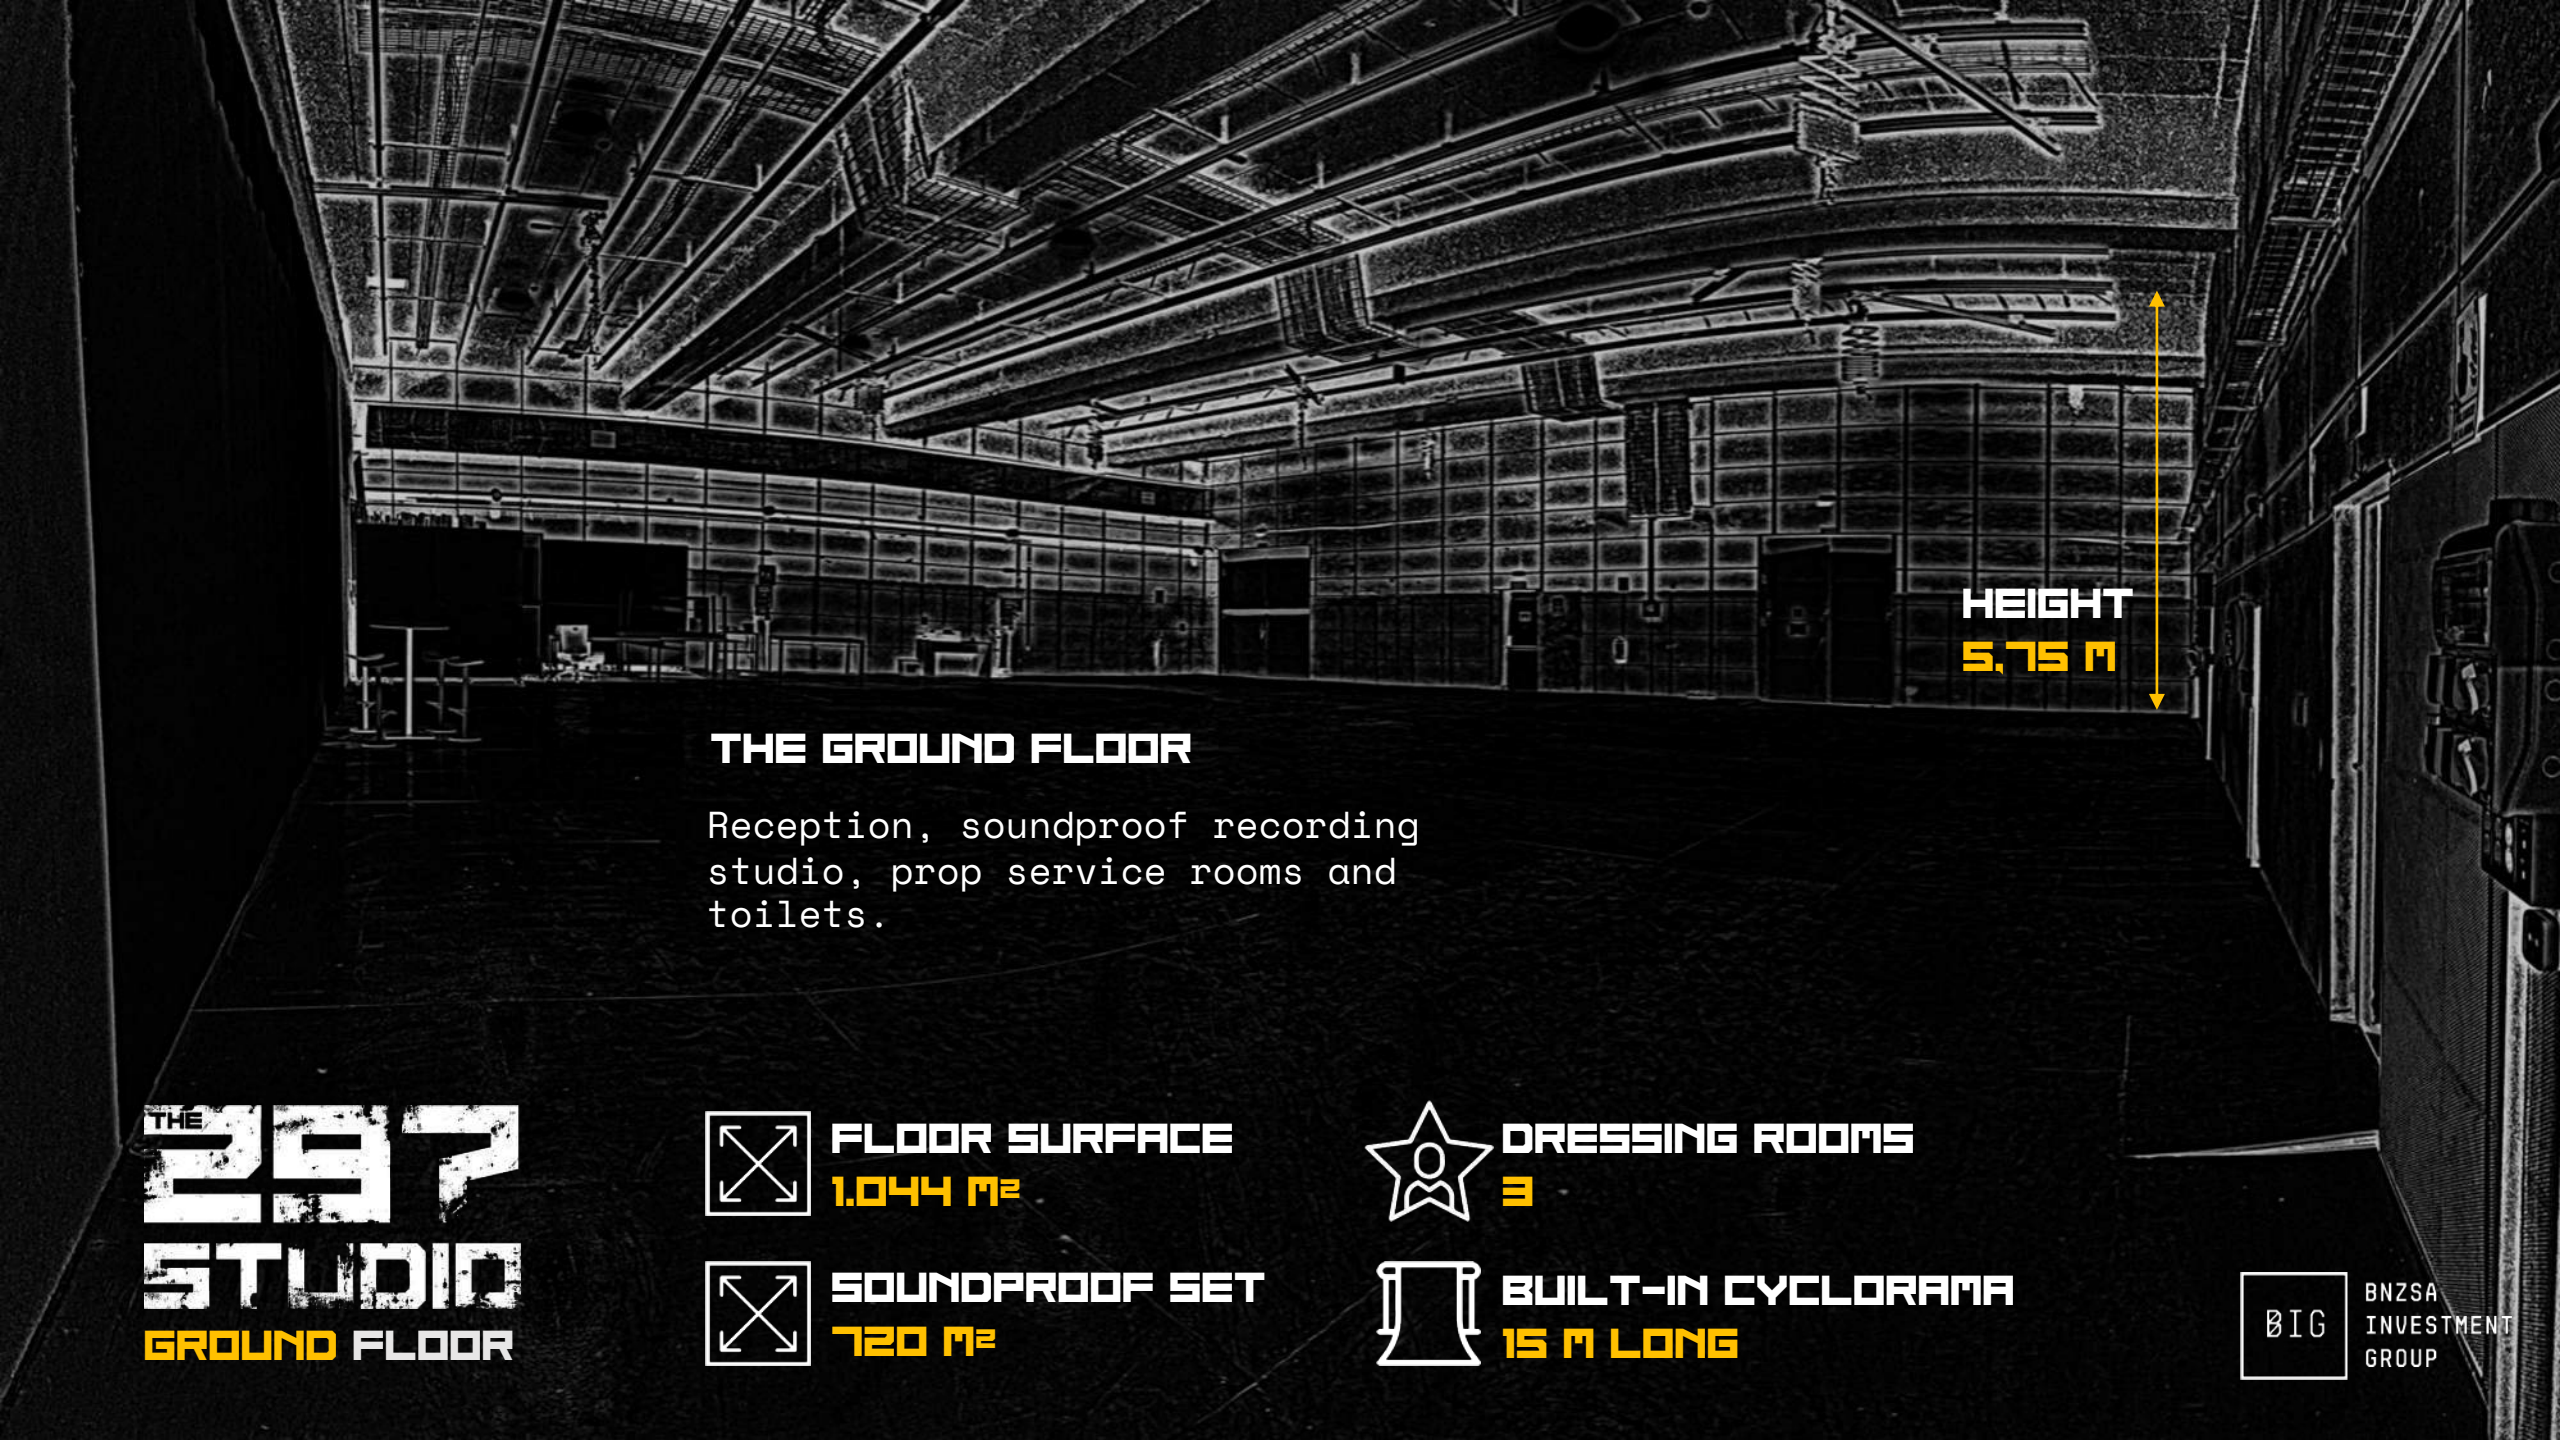 HEIGHT
5,75 M
THE GROUND FLOOR
Reception, soundproof recording
studio, prop service rooms and
toilets.
THE
297
STUDIO
GROUND FLOOR
FLOOR SURFACE
1.044 M²
SOUNDPROOF SET
720 M²
DRESSING ROOMS
3
BUILT-IN CYCLORAMA
15 M LONG
BIG
BNZSA
INVESTMENT
GROUP